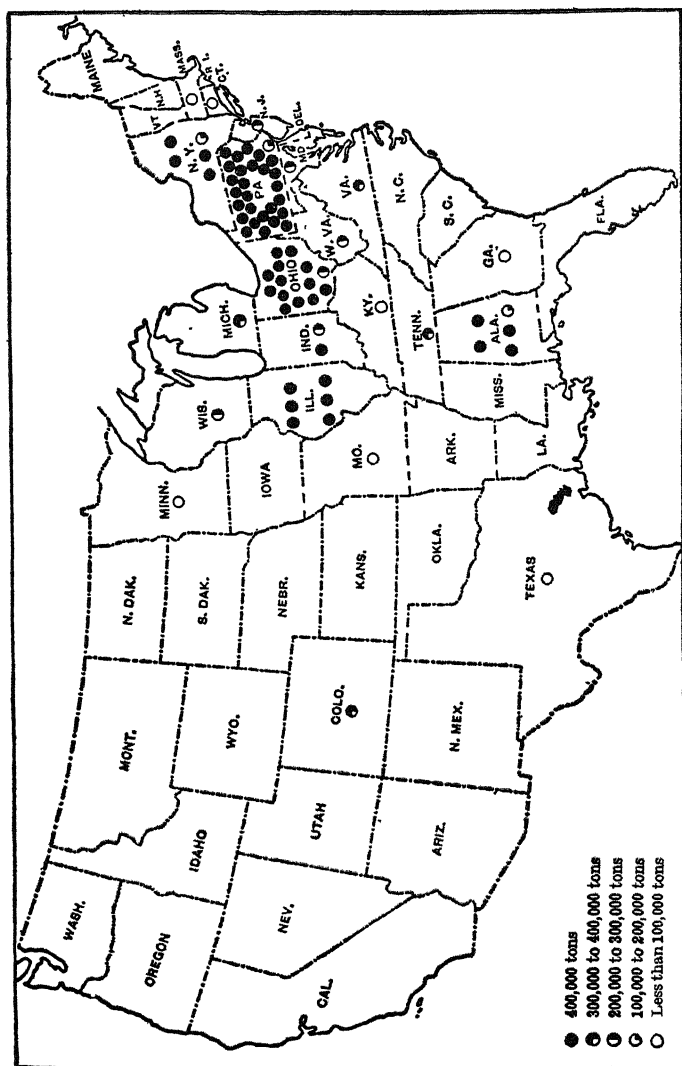 WASH.
OREGON
CAL.
NEV.
IDAHO
MONT.
WYO.
UTAH
ARIZ.
COLO.
N. MEX.
N. DAK.
S. DAK.
NEBR.
KANS.
OKLA.
TEXAS
MINN.
IOWA
MO.
ARK.
LA.
WIS.
ILL.
MISS.
MICH.
IND.
KY.
TENN.
ALA.
OHIO
W. VA.
VA.
N. C.
S. C.
GA.
FLA.
PA
N. Y.
VT.
N.H.
MAINE
MASS.
R. I.
CT.
N. J.
DEL.
MD.
400,000 tons
300,000 to 400,000 tons
200,000 to 300,000 tons
100,000 to 200,000 tons
Less than 100,000 tons